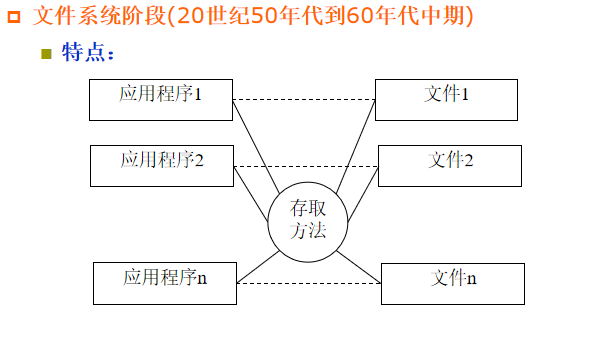 文件系统阶段(20世纪50年代到60年代中期)
特点：
应用程序1
文件1
应用程序2
文件2
存取
方法
应用程序n
文件n